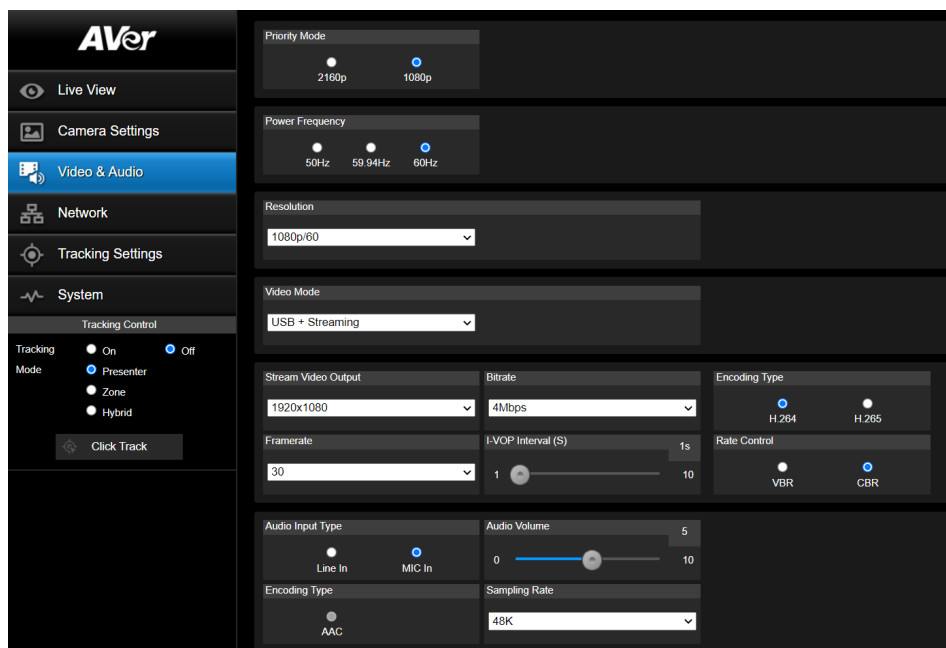 AVer
Live View
Camera Settings
Video & Audio
Network
Tracking Settings
System
Tracking Control
Tracking On Off
Mode Presenter
Zone
Hybrid
Click Track
Priority Mode
2160p 1080p
Power Frequency
50Hz 59.94Hz 60Hz
Resolution
1080p/60
Video Mode
USB + Streaming
Stream Video Output Bitrate Encoding Type
1920x1080 4Mbps H.264 H.265
Framerate I-VOP Interval (S) 1s Rate Control
30 1 10 VBR CBR
Audio Input Type Audio Volume 5
Line In MIC In 0 10
Encoding Type Sampling Rate
AAC 48K